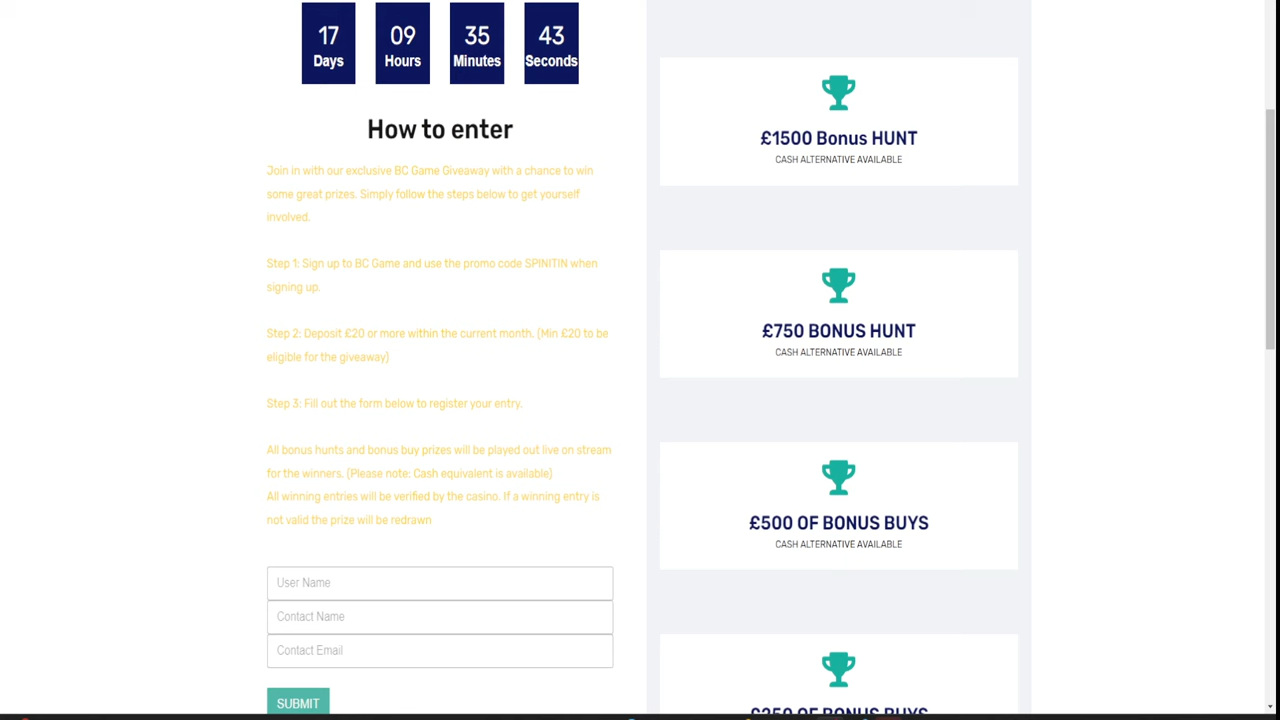 17
Days
09
Hours
35
Minutes
43
Seconds
How to enter
Join in with our exclusive BC Game Giveaway with a chance to win
some great prizes. Simply follow the steps below to get yourself
involved.
Step 1: Sign up to BC Game and use the promo code SPINITIN when
signing up.
Step 2: Deposit £20 or more within the current month. (Min £20 to be
eligible for the giveaway)
Step 3: Fill out the form below to register your entry.
All bonus hunts and bonus buy prizes will be played out live on stream
for the winners. (Please note: Cash equivalent is available)
All winning entries will be verified by the casino. If a winning entry is
not valid the prize will be redrawn
User Name
Contact Name
Contact Email
SUBMIT
£1500 Bonus HUNT
CASH ALTERNATIVE AVAILABLE
£750 BONUS HUNT
CASH ALTERNATIVE AVAILABLE
£500 OF BONUS BUYS
CASH ALTERNATIVE AVAILABLE
£250 OF BONUS BUYS